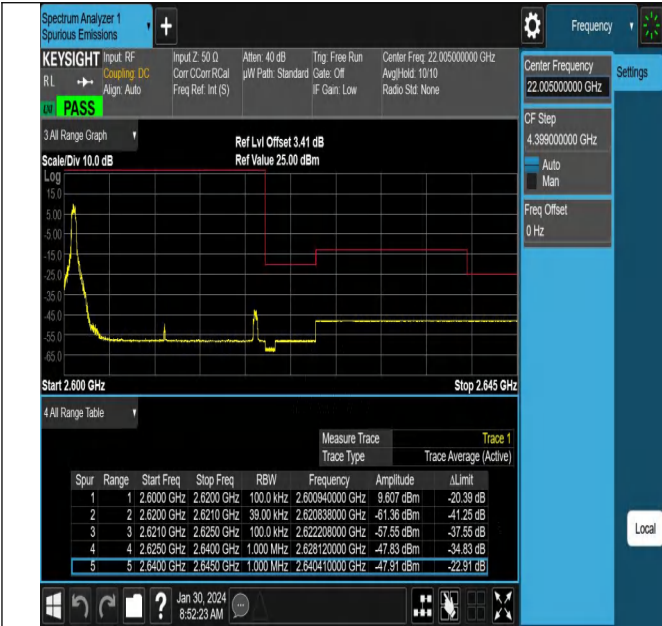 Spectrum Analyzer 1
Spurious Emissions
Frequency
KEYSIGHT Input: RF Input Z: 50 Ω Atten: 40 dB Trig: Free Run Center Freq: 22.005000000 GHz
RL Coupling: DC Corr CCorr RCal µW Path: Standard Gate: Off Avg|Hold: 10/10
Align: Auto Freq Ref: Int (S) IF Gain: Low Radio Std: None
LXI PASS
Center Frequency
22.005000000 GHz
Settings
CF Step
4.399000000 GHz
Auto
Man
Freq Offset
0 Hz
3 All Range Graph
Ref Lvl Offset 3.41 dB
Scale/Div 10.0 dB Ref Value 25.00 dBm
Log
15.0
5.00
-5.00
-15.0
-25.0
-35.0
-45.0
-55.0
-65.0
Start 2.600 GHz Stop 2.645 GHz
4 All Range Table
Measure Trace Trace 1
Trace Type Trace Average (Active)
Spur Range Start Freq Stop Freq RBW Frequency Amplitude ΔLimit
1 1 2.6000 GHz 2.6200 GHz 100.0 kHz 2.600940000 GHz 9.607 dBm -20.39 dB
2 2 2.6200 GHz 2.6210 GHz 39.00 kHz 2.620838000 GHz -61.36 dBm -41.25 dB
3 3 2.6210 GHz 2.6250 GHz 100.0 kHz 2.622208000 GHz -57.55 dBm -37.55 dB
4 4 2.6250 GHz 2.6400 GHz 1.000 MHz 2.628120000 GHz -47.83 dBm -34.83 dB
5 5 2.6400 GHz 2.6450 GHz 1.000 MHz 2.640410000 GHz -47.91 dBm -22.91 dB
Local
Jan 30, 2024
8:52:23 AM